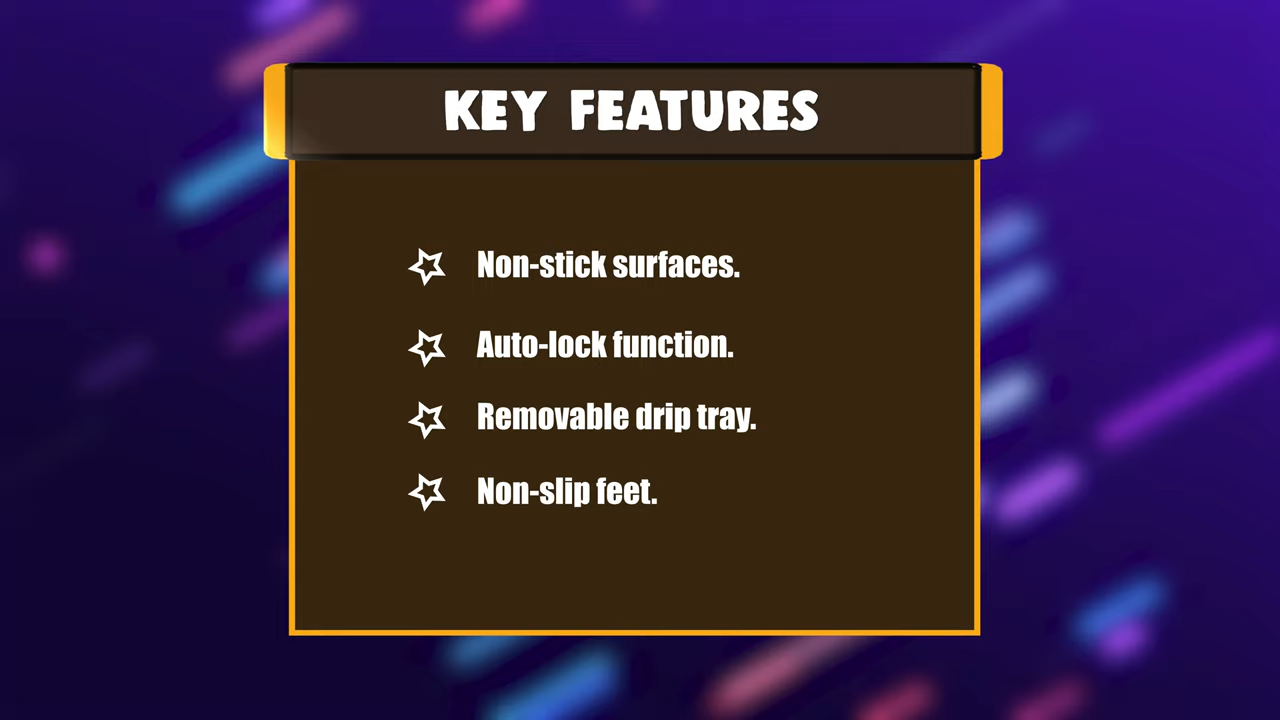 KEY FEATURES
Non-stick surfaces.
Auto-lock function.
Removable drip tray.
Non-slip feet.